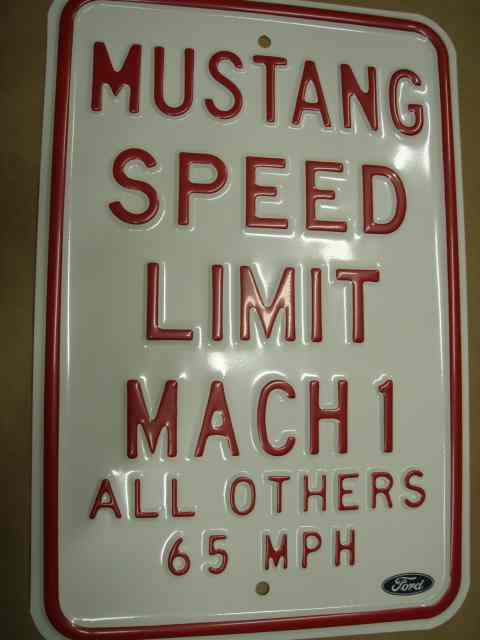 MUSTANG
SPEED
LIMIT
MACH 1
ALL OTHERS
65 MPH
Ford